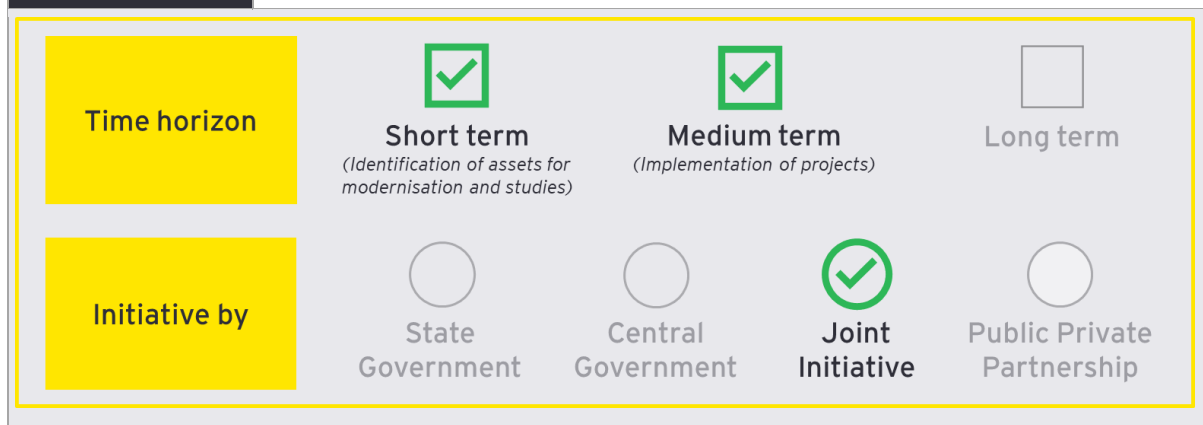 Time horizon
Short term
(Identification of assets for
modernisation and studies)
Medium term
(Implementation of projects)
Long term
Initiative by
State
Government
Central
Government
Joint
Initiative
Public Private
Partnership